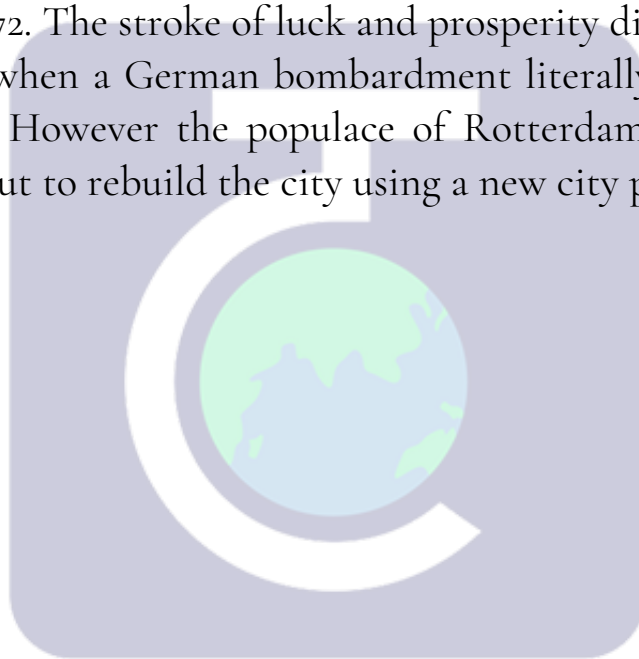 72. The stroke of luck and prosperity di
when a German bombardment literally
However the populace of Rotterdam
ut to rebuild the city using a new city p